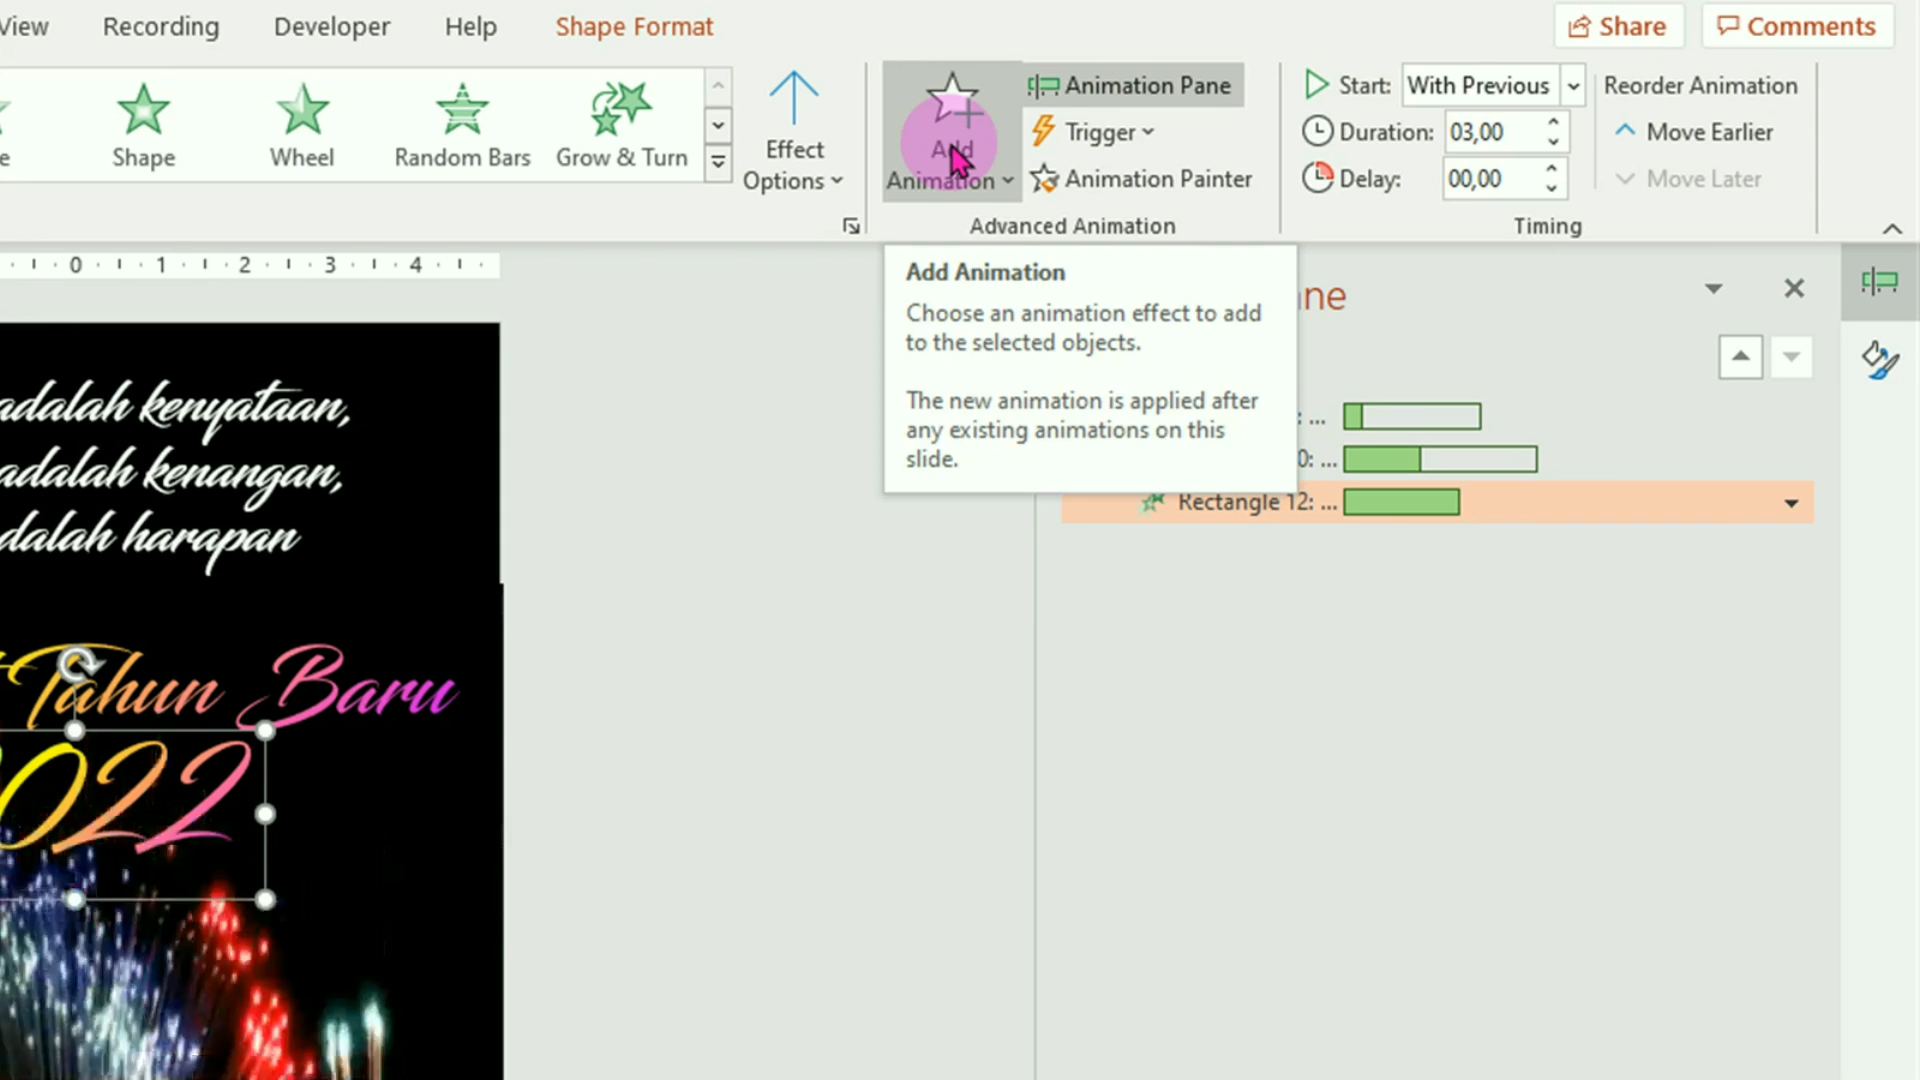 View Recording Developer Help Shape Format Share Comments
Shape Wheel Random Bars Grow & Turn
Effect
Options
Add
Animation
Animation Pane
Trigger
Animation Painter
Advanced Animation
Start: With Previous
Duration: 03,00
Delay: 00,00
Reorder Animation
Move Earlier
Move Later
Timing
0 1 2 3 4
Add Animation
Choose an animation effect to add
to the selected objects.
The new animation is applied after
any existing animations on this
slide.
ne
: ...
0: ...
Rectangle 12: ...
adalah kenyataan,
adalah kenangan,
dalah harapan
Tahun Baru
022